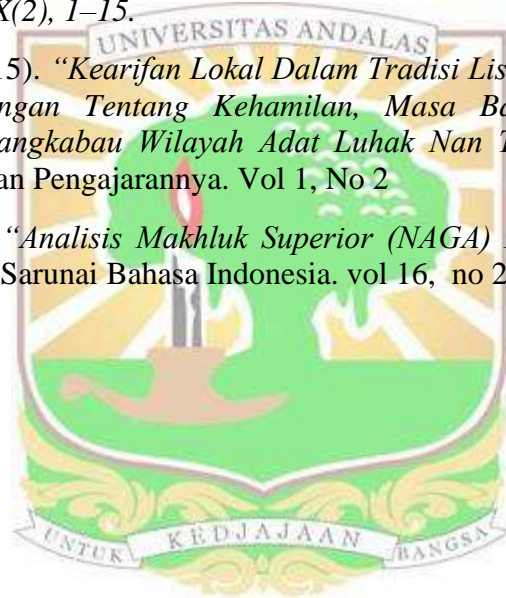 X(2), 1–15.
UNIVERSITAS ANDALAS
15). “Kearifan Lokal Dalam Tradisi Lis
ngan Tentang Kehamilan, Masa Ba
angkabau Wilayah Adat Luhak Nan T
an Pengajarannya. Vol 1, No 2
“Analisis Makhluk Superior (NAGA)
Sarunai Bahasa Indonesia. vol 16, no 2
UNTUK KEDJAJAAN BANGSA